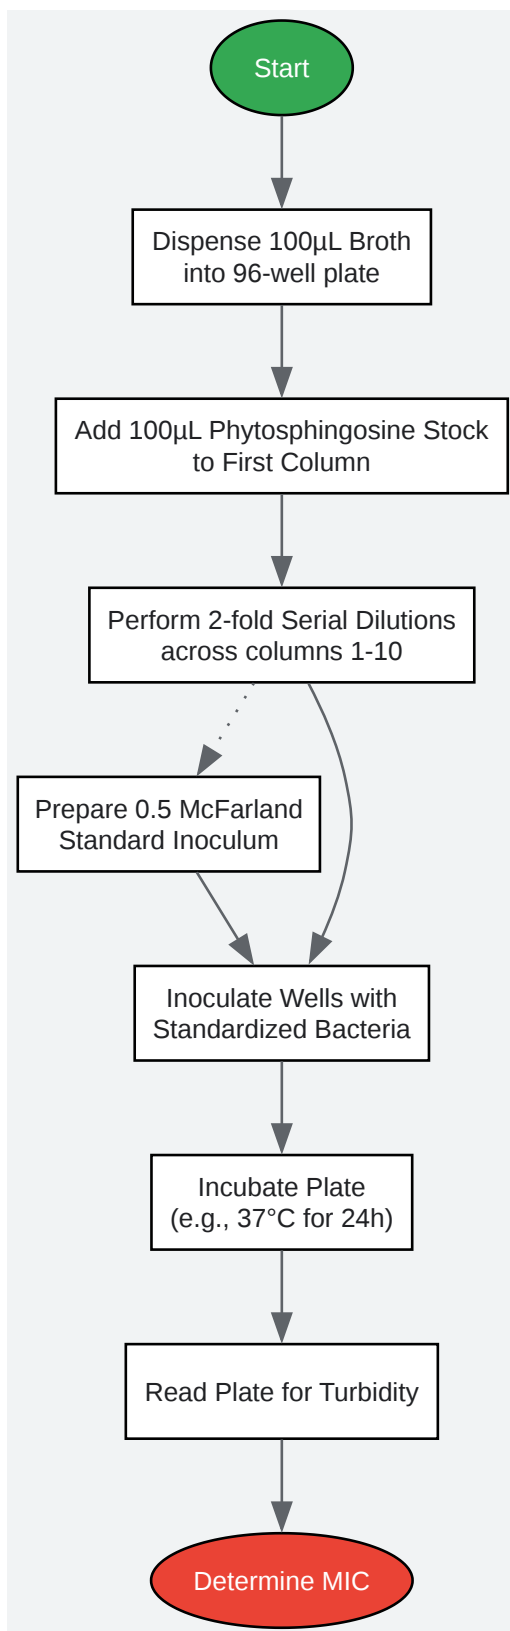 Start
Dispense 100µL Broth
into 96-well plate
Add 100µL Phytosphingosine Stock
to First Column
Perform 2-fold Serial Dilutions
across columns 1-10
Prepare 0.5 McFarland
Standard Inoculum
Inoculate Wells with
Standardized Bacteria
Incubate Plate
(e.g., 37°C for 24h)
Read Plate for Turbidity
Determine MIC